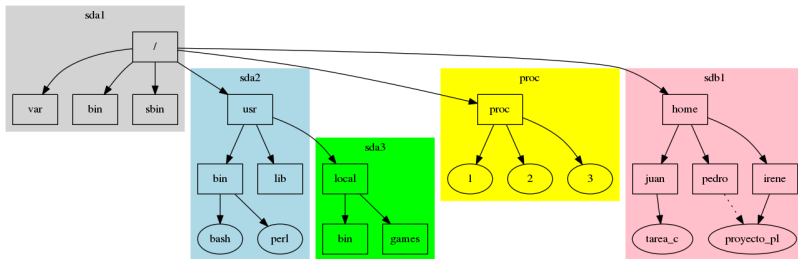 sda1
/
var
bin
sbin
sda2
usr
bin
lib
bash
perl
sda3
local
bin
games
proc
proc
1
2
3
sdb1
home
juan
pedro
irene
tarea_c
proyecto_pl